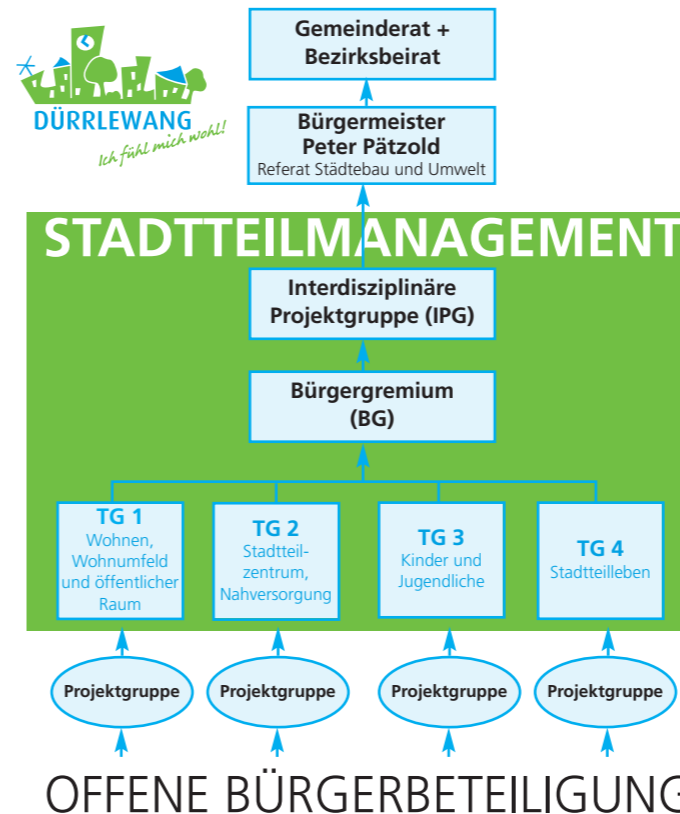 DÜRRLEWANG
Ich fühl mich wohl!
Gemeinderat +
Bezirksbeirat
Bürgermeister
Peter Pätzold
Referat Städtebau und Umwelt
STADTTEILMANAGEMENT
Interdisziplinäre
Projektgruppe (IPG)
Bürgergremium
(BG)
TG 1
Wohnen,
Wohnumfeld
und öffentlicher
Raum
TG 2
Stadtteil-
zentrum,
Nahversorgung
TG 3
Kinder und
Jugendliche
TG 4
Stadtteilleben
Projektgruppe
Projektgruppe
Projektgruppe
Projektgruppe
OFFENE BÜRGERBETEILIGUNG